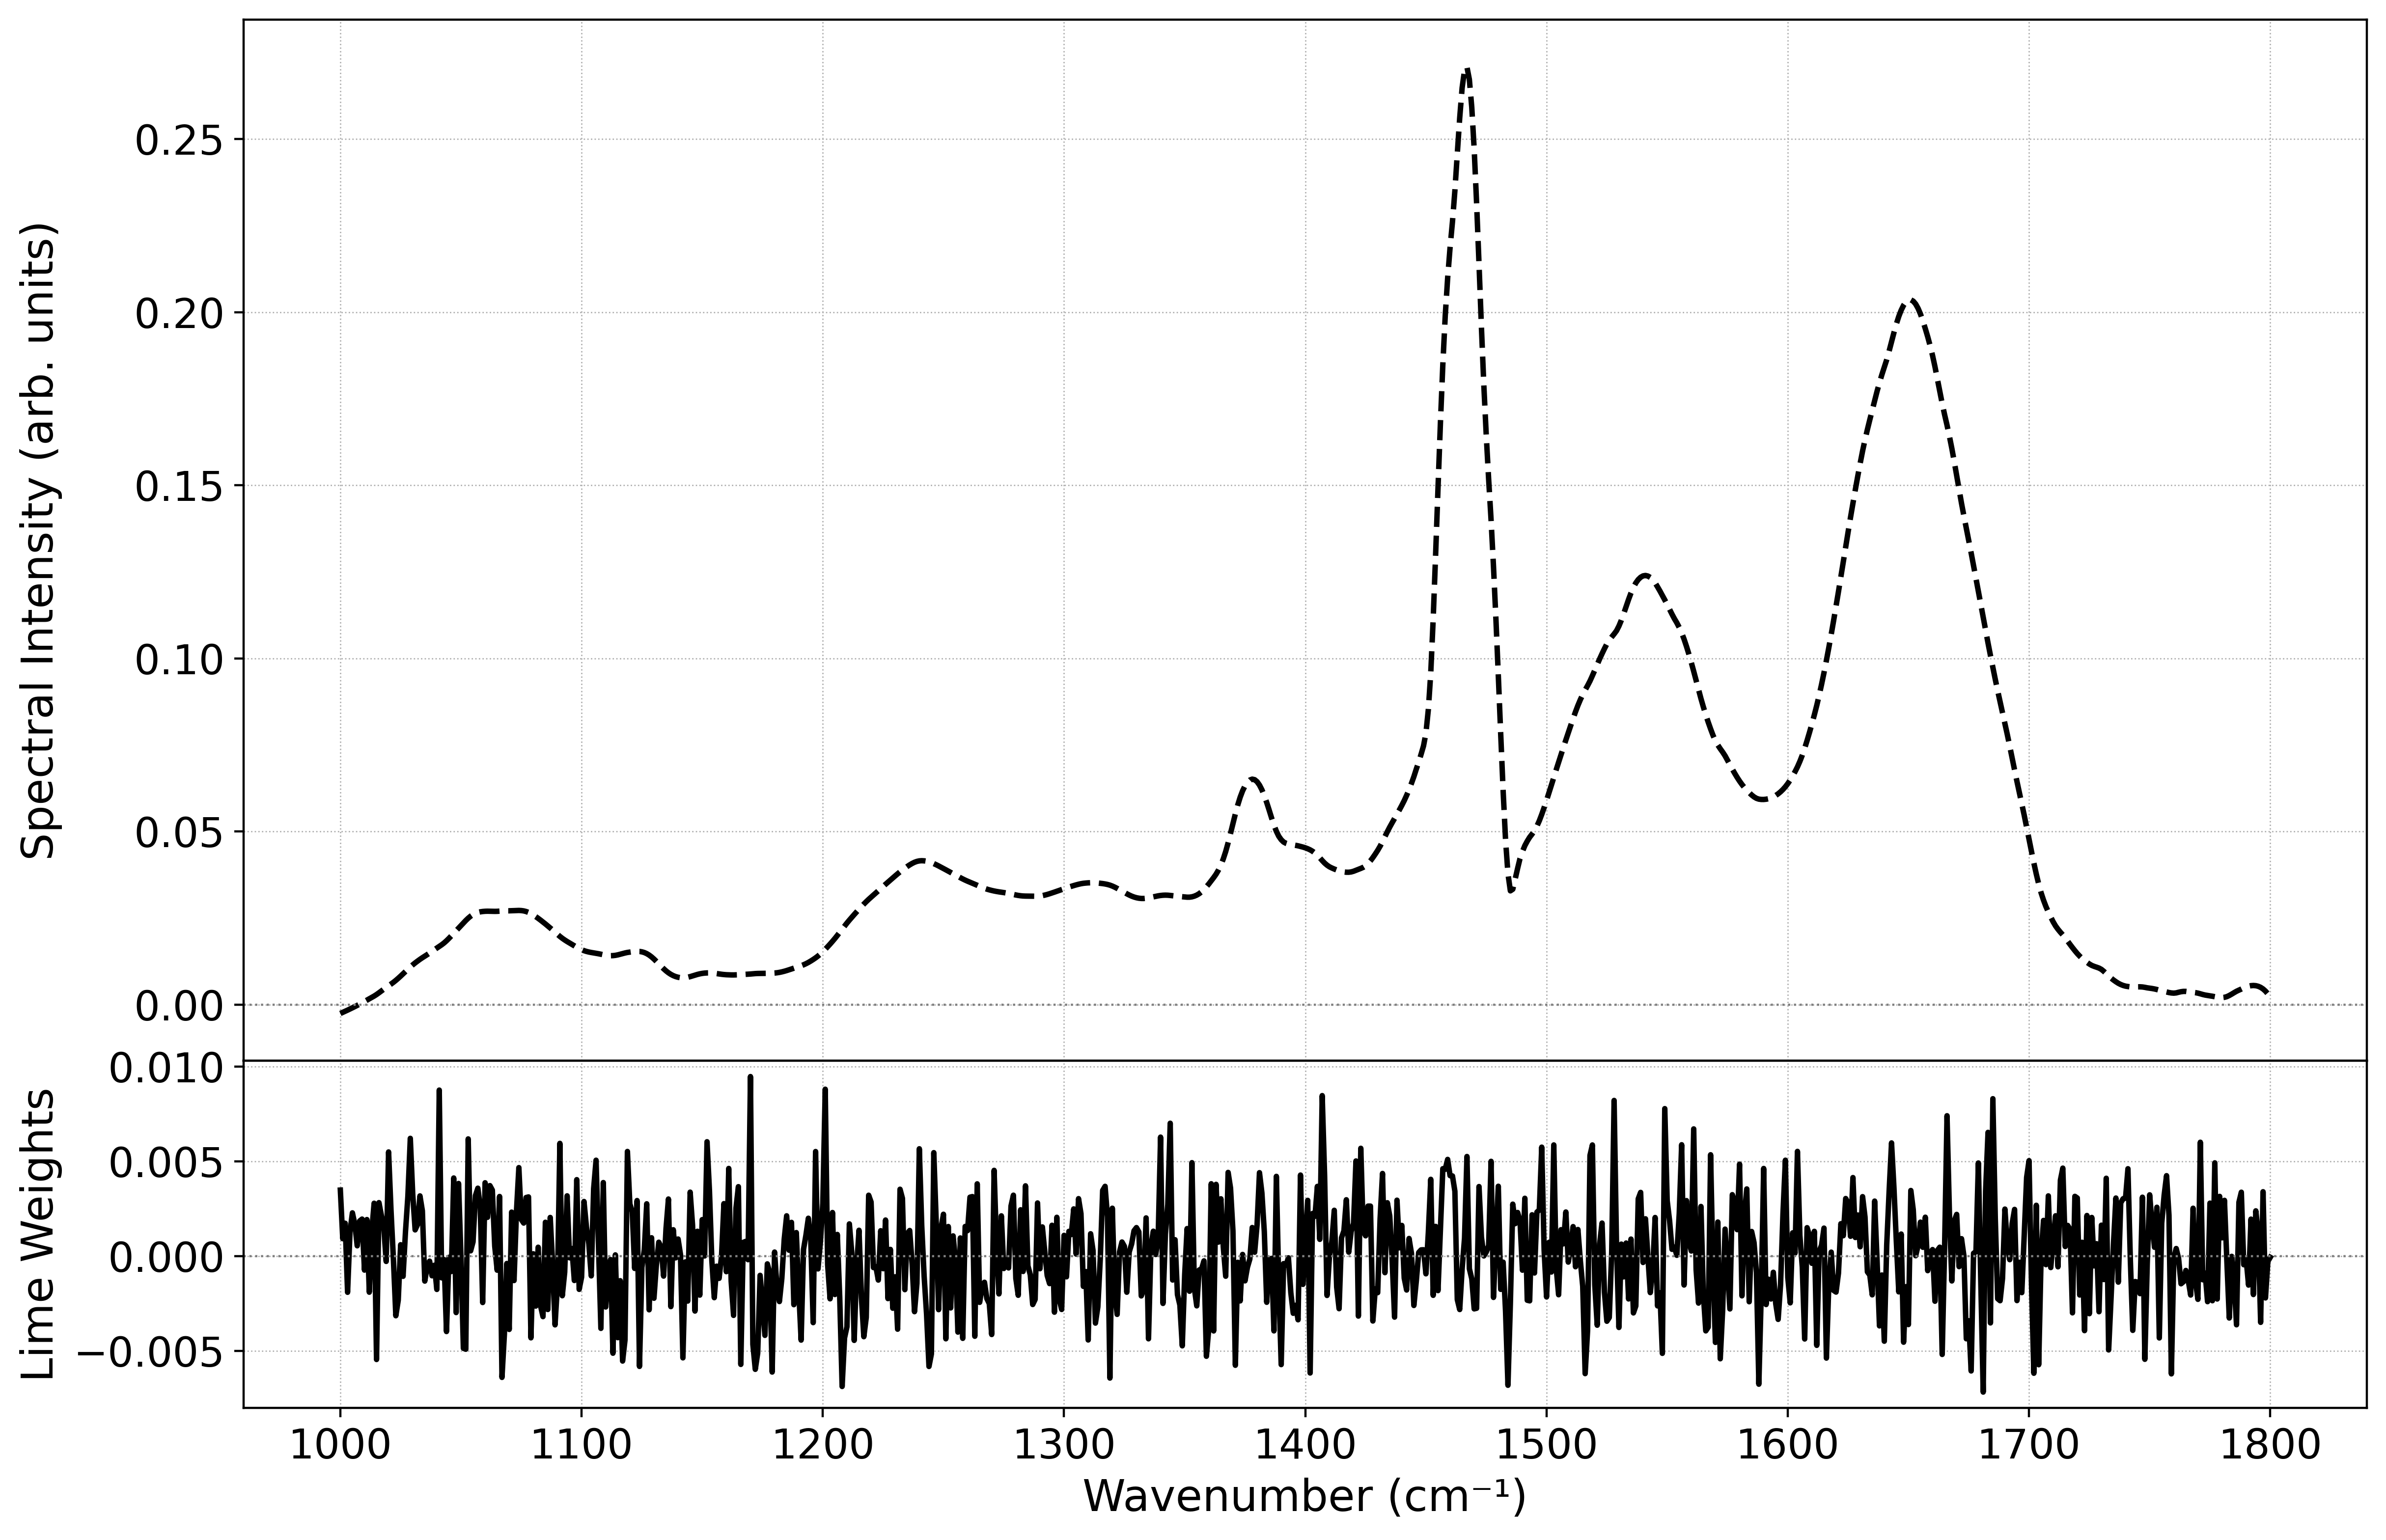 Spectral Intensity (arb. units)
0.25
0.20
0.15
0.10
0.05
0.00
Lime Weights
0.010
0.005
0.000
−0.005
1000 1100 1200 1300 1400 1500 1600 1700 1800
Wavenumber (cm⁻¹)